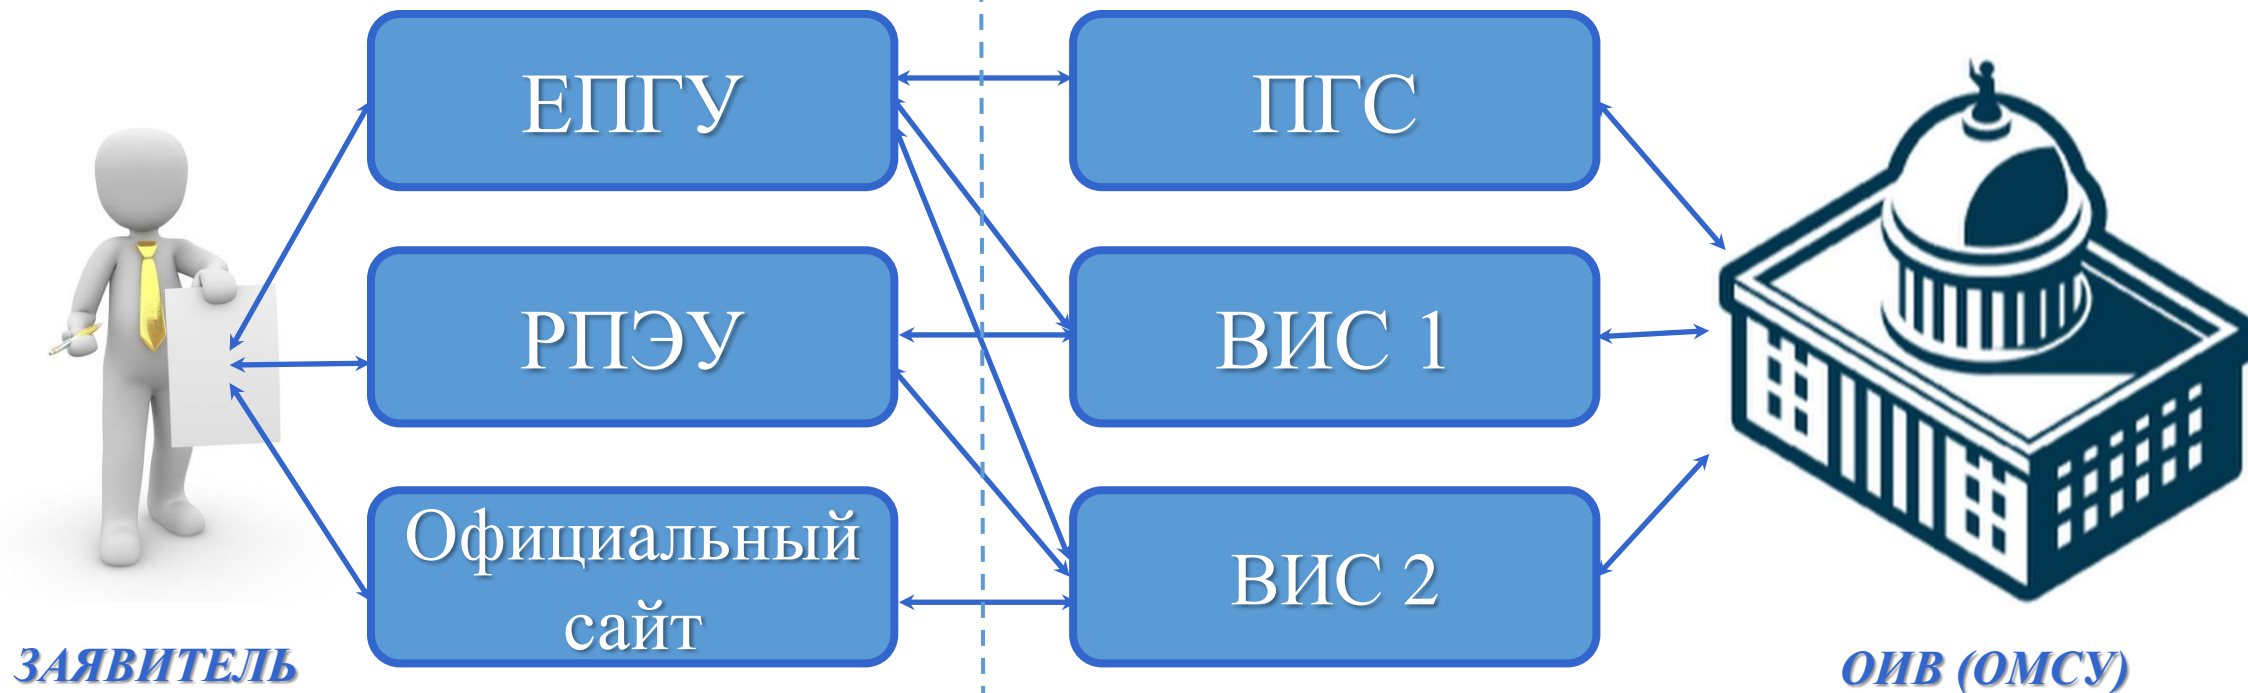 ЕПГУ
ПГС
РПЭУ
ВИС 1
Официальный
сайт
ВИС 2
ЗАЯВИТЕЛЬ
ОИВ (ОМСУ)